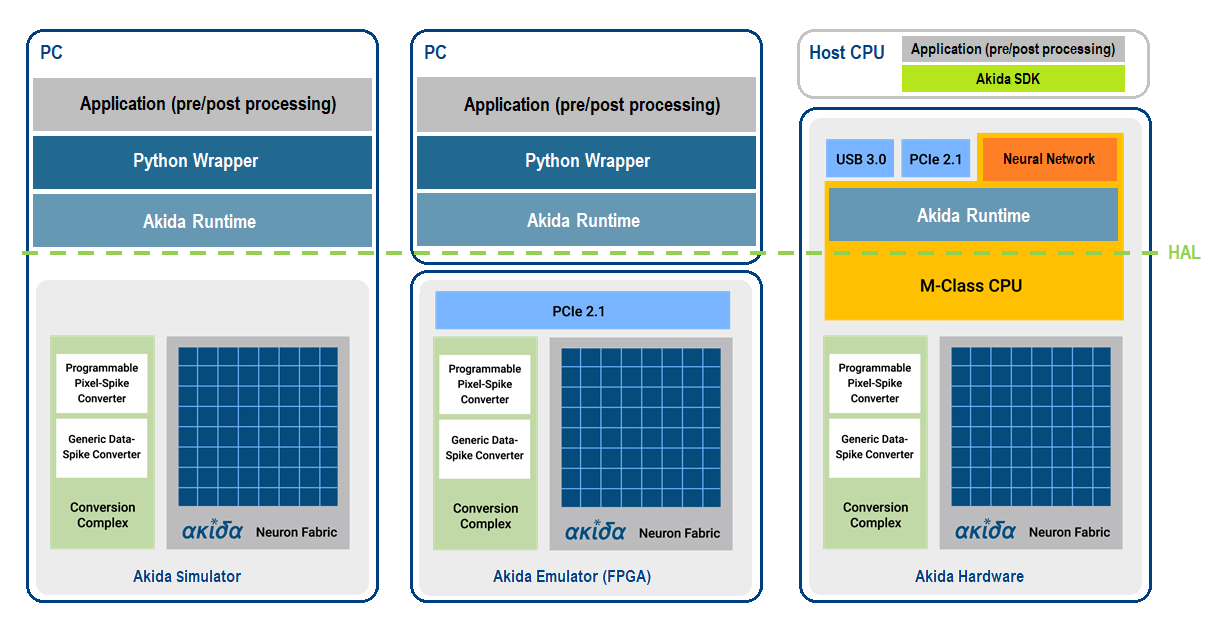 PC
Application (pre/post processing)
Python Wrapper
Akida Runtime
Programmable
Pixel-Spike
Converter
Generic Data-
Spike Converter
Conversion
Complex
αkiδα Neuron Fabric
Akida Simulator
PC
Application (pre/post processing)
Python Wrapper
Akida Runtime
PCIe 2.1
Programmable
Pixel-Spike
Converter
Generic Data-
Spike Converter
Conversion
Complex
αkiδα Neuron Fabric
Akida Emulator (FPGA)
Host CPU
Application (pre/post processing)
Akida SDK
USB 3.0
PCIe 2.1
Neural Network
Akida Runtime
HAL
M-Class CPU
Programmable
Pixel-Spike
Converter
Generic Data-
Spike Converter
Conversion
Complex
αkiδα Neuron Fabric
Akida Hardware